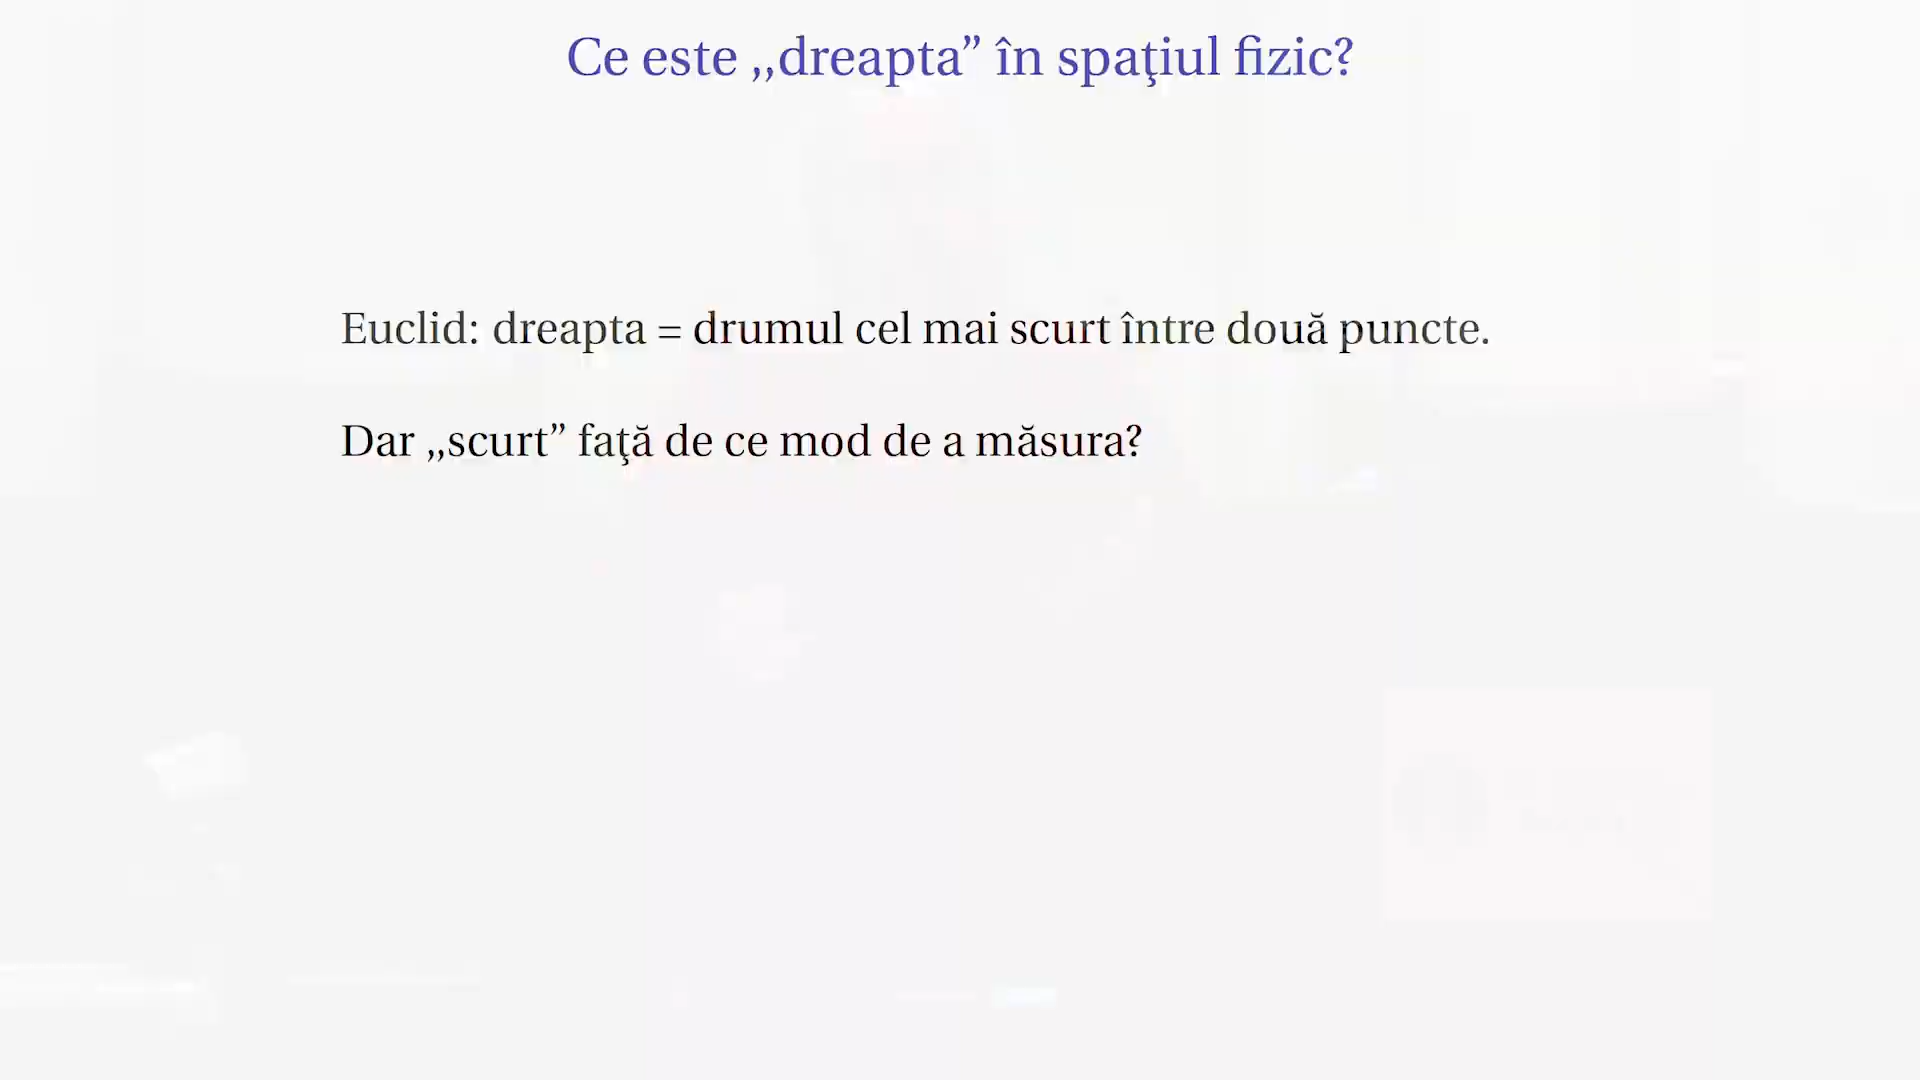 Ce este ,,dreapta” în spaţiul fizic?
Euclid: dreapta = drumul cel mai scurt între două puncte.
Dar ,,scurt” faţă de ce mod de a măsura?